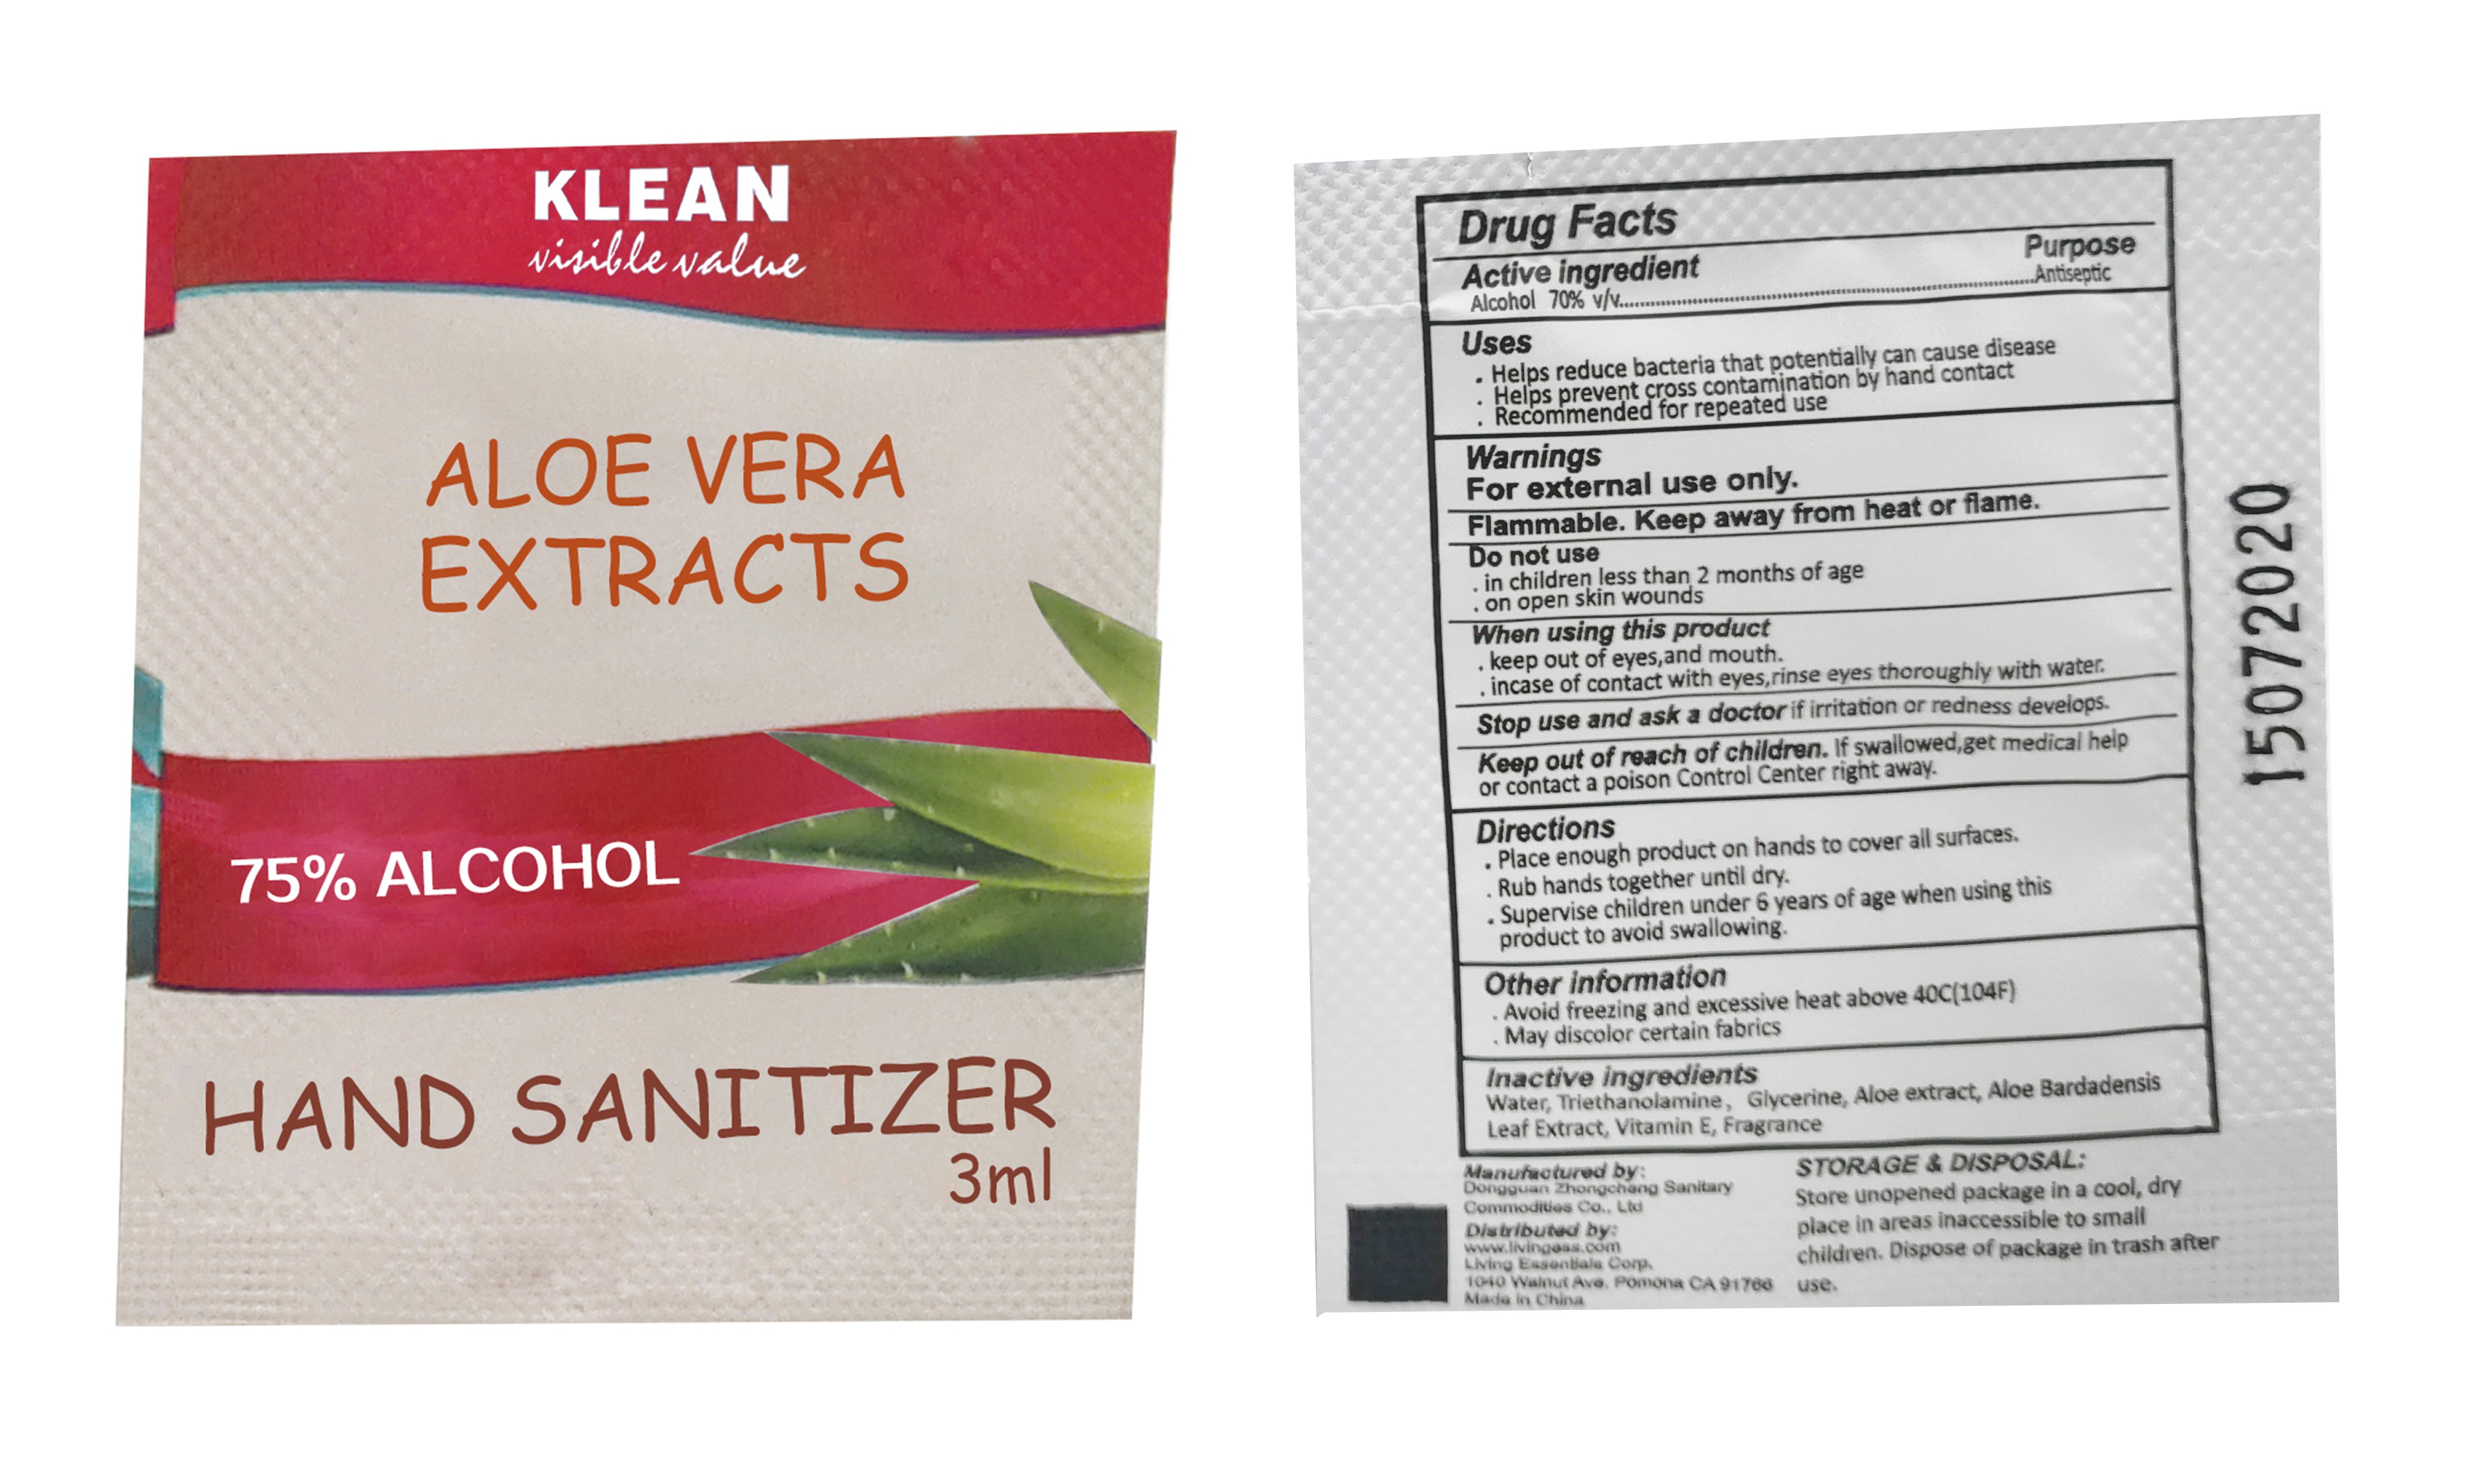 KLEAN
visible value
ALOE VERA
EXTRACTS
75% ALCOHOL
HAND SANITIZER
3ml
Drug Facts
Active ingredient Purpose
Alcohol 70% v/v..........Antiseptic
Uses
. Helps reduce bacteria that potentially can cause disease
. Helps prevent cross contamination by hand contact
. Recommended for repeated use
Warnings
For external use only.
Flammable. Keep away from heat or flame.
Do not use
. in children less than 2 months of age
. on open skin wounds
When using this product
. keep out of eyes,and mouth.
. incase of contact with eyes,rinse eyes thoroughly with water.
Stop use and ask a doctor if irritation or redness develops.
Keep out of reach of children. If swallowed,get medical help
or contact a poison Control Center right away.
Directions
. Place enough product on hands to cover all surfaces.
. Rub hands together until dry.
. Supervise children under 6 years of age when using this
product to avoid swallowing.
Other information
. Avoid freezing and excessive heat above 40C(104F)
. May discolor certain fabrics
Inactive ingredients
Water, Triethanolamine, Glycerine, Aloe extract, Aloe Bardadensis
Leaf Extract, Vitamin E, Fragrance
Manufactured by:
Dongguan Zhongchang Sanitary
Commodities Co., Ltd
Distributed by:
www.livingess.com
Living Essentials Corp.
1040 Walnut Ave. Pomona CA 91766
Made in China
STORAGE & DISPOSAL:
Store unopened package in a cool, dry
place in areas inaccessible to small
children. Dispose of package in trash after
use.
15072020